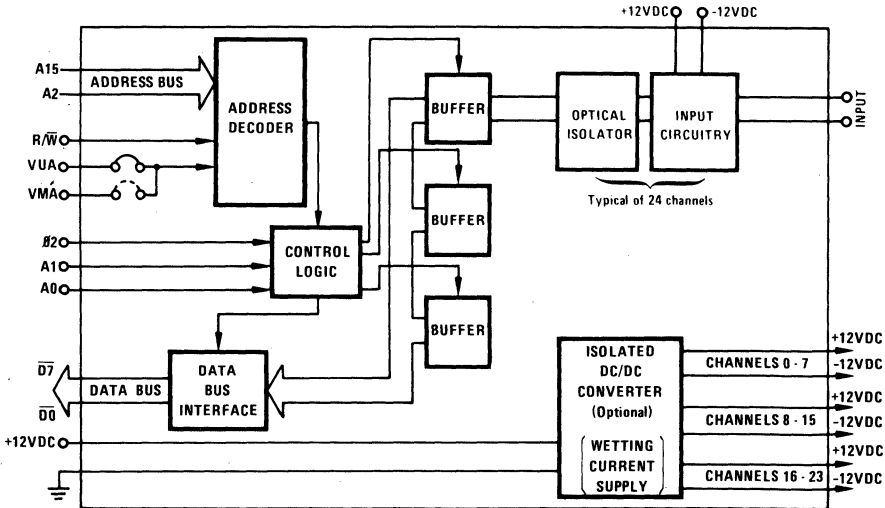 +12VDC -12VDC
A15
ADDRESS BUS
A2
R/W̅
VUA
VMA
ADDRESS
DECODER
BUFFER
OPTICAL
ISOLATOR
INPUT
CIRCUITRY
INPUT
Typical of 24 channels
BUFFER
Ø2
A1
A0
CONTROL
LOGIC
BUFFER
D̅7̅
DATA BUS
D̅0̅
DATA
BUS
INTERFACE
+12VDC
ISOLATED
DC/DC
CONVERTER
(Optional)
WETTING
CURRENT
SUPPLY
+12VDC
CHANNELS 0 - 7
-12VDC
+12VDC
CHANNELS 8 - 15
-12VDC
+12VDC
CHANNELS 16 - 23
-12VDC